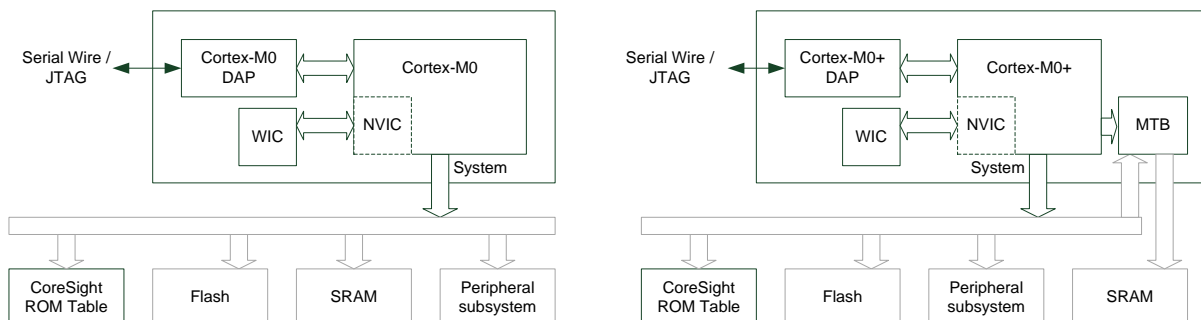 Serial Wire /
JTAG
Cortex-M0
DAP
Cortex-M0
WIC
NVIC
System
CoreSight
ROM Table
Flash
SRAM
Peripheral
subsystem
Serial Wire /
JTAG
Cortex-M0+
DAP
Cortex-M0+
WIC
NVIC
MTB
System
CoreSight
ROM Table
Flash
Peripheral
subsystem
SRAM